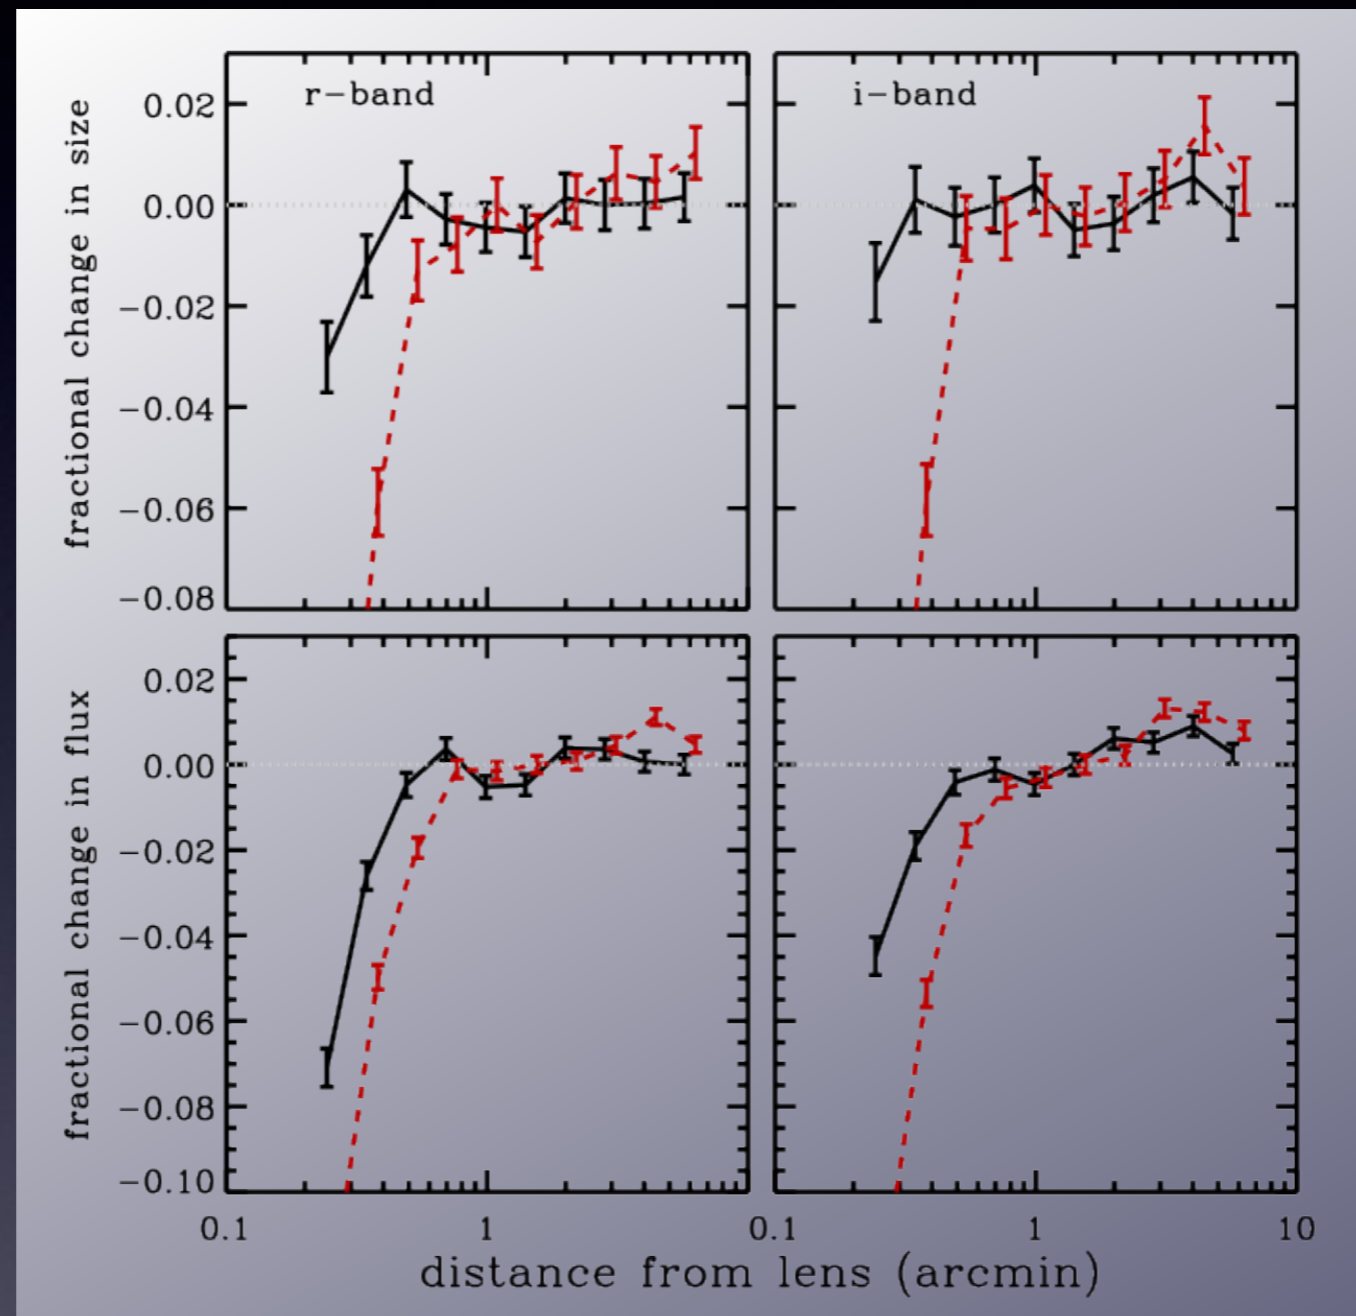 r-band
i-band
fractional change in size
0.02
0.00
-0.02
-0.04
-0.06
-0.08
fractional change in flux
0.02
0.00
-0.02
-0.04
-0.06
-0.08
-0.10
0.1 1 0.1 1 10
distance from lens (arcmin)